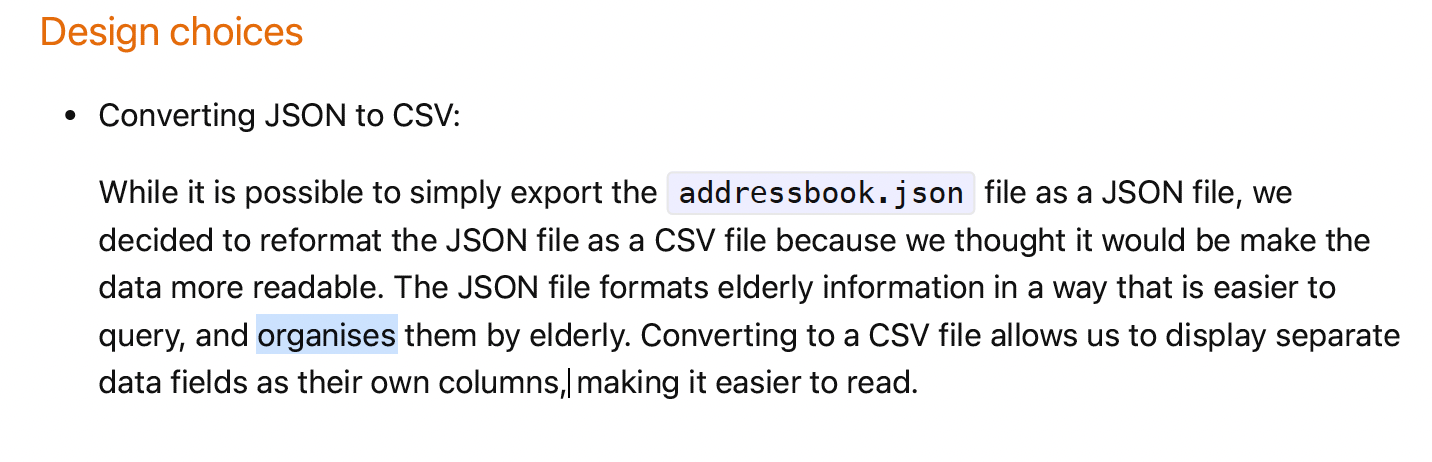 Design choices
• Converting JSON to CSV:
While it is possible to simply export the addressbook.json file as a JSON file, we
decided to reformat the JSON file as a CSV file because we thought it would be make the
data more readable. The JSON file formats elderly information in a way that is easier to
query, and organises them by elderly. Converting to a CSV file allows us to display separate
data fields as their own columns, making it easier to read.